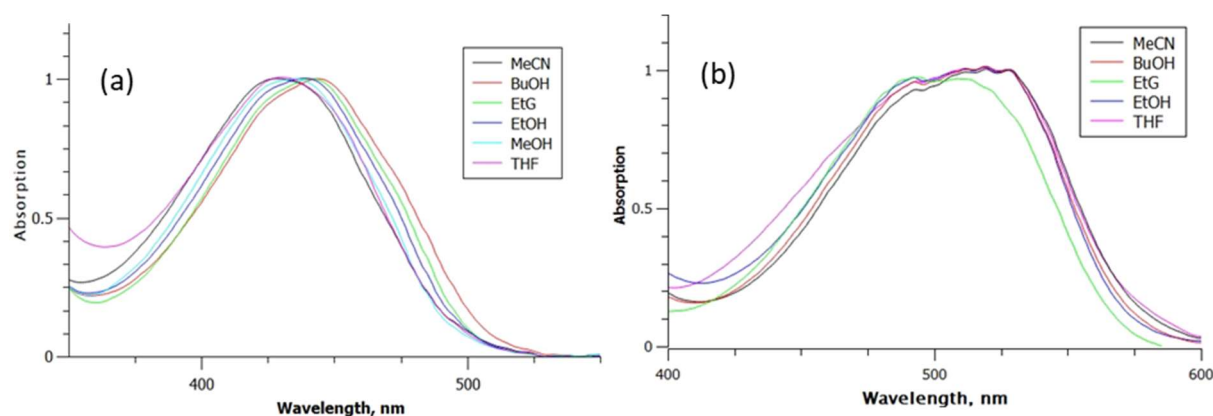 (a)
MeCN
BuOH
EtG
EtOH
MeOH
THF
1
0.5
0
Absorption
400
500
Wavelength, nm
(b)
MeCN
BuOH
EtG
EtOH
THF
1
0.5
0
Absorption
400
500
600
Wavelength, nm